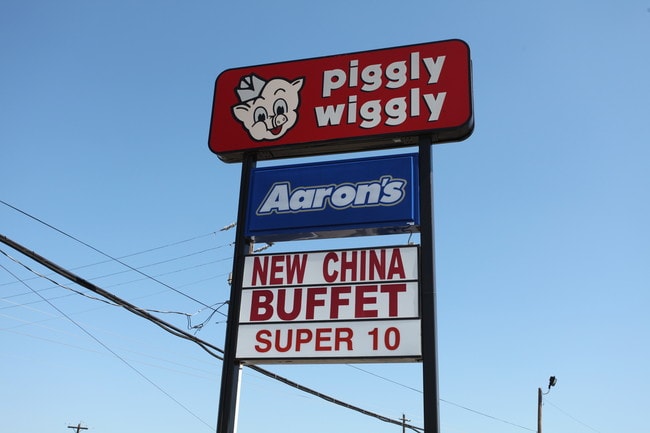 piggly
wiggly
Aaron's
NEW CHINA
BUFFET
SUPER 10